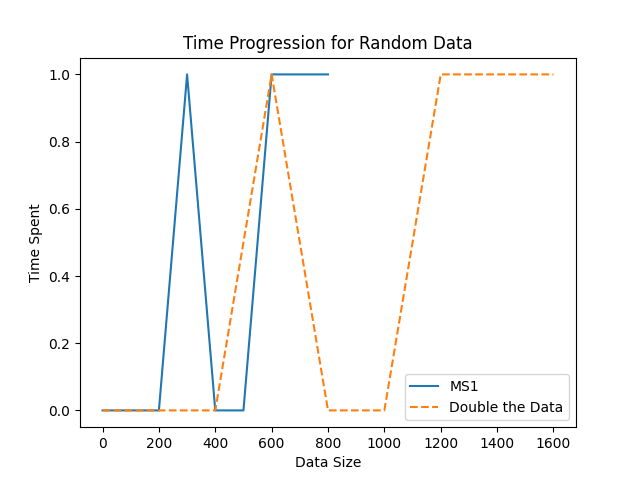 Time Progression for Random Data
1.0
0.8
0.6
0.4
0.2
0.0
Time Spent
0 200 400 600 800 1000 1200 1400 1600
Data Size
MS1
Double the Data